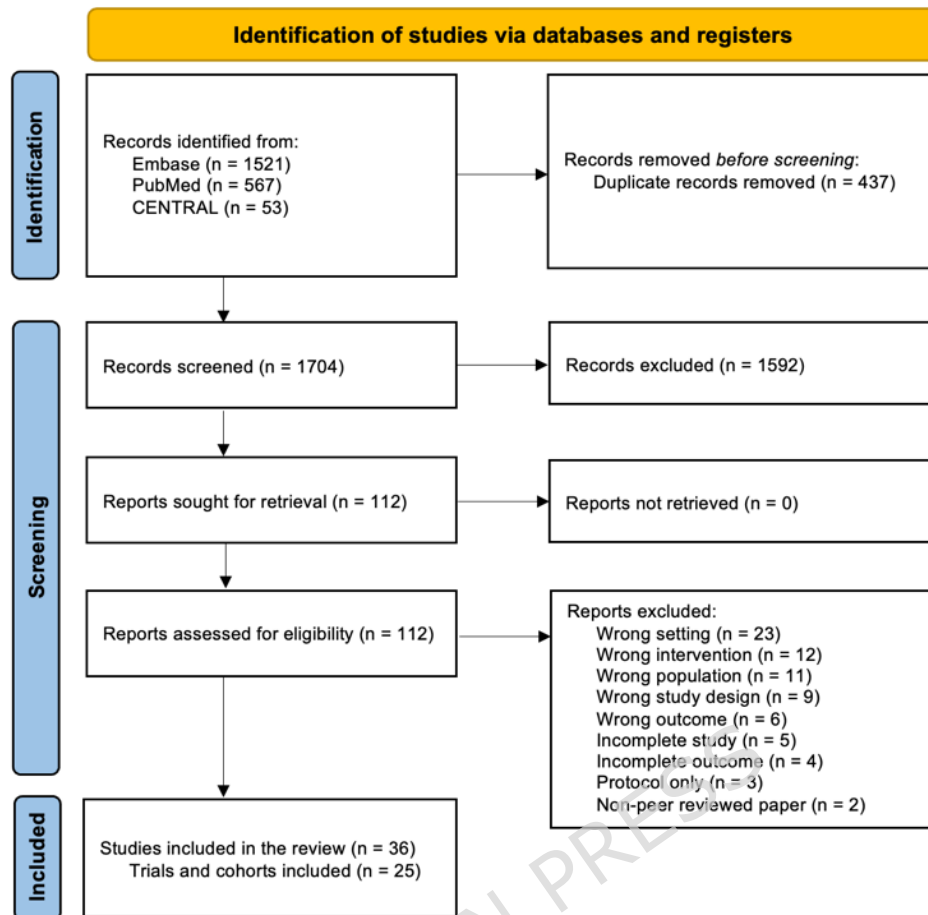 Identification of studies via databases and registers
Identification
Records identified from:
Embase (n = 1521)
PubMed (n = 567)
CENTRAL (n = 53)
Records removed before screening:
Duplicate records removed (n = 437)
Screening
Records screened (n = 1704)
Records excluded (n = 1592)
Reports sought for retrieval (n = 112)
Reports not retrieved (n = 0)
Reports assessed for eligibility (n = 112)
Reports excluded:
Wrong setting (n = 23)
Wrong intervention (n = 12)
Wrong population (n = 11)
Wrong study design (n = 9)
Wrong outcome (n = 6)
Incomplete study (n = 5)
Incomplete outcome (n = 4)
Protocol only (n = 3)
Non-peer reviewed paper (n = 2)
Included
Studies included in the review (n = 36)
Trials and cohorts included (n = 25)
PRESS